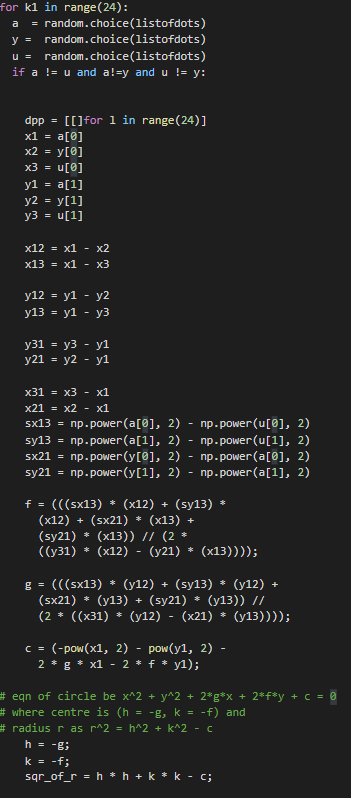 for k1 in range(24):
  a  = random.choice(listofdots)
  y =  random.choice(listofdots)
  u =  random.choice(listofdots)
  if a != u and a!=y and u != y:
    dpp = [[]for l in range(24)]
    x1 = a[0]
    x2 = y[0]
    x3 = u[0]
    y1 = a[1]
    y2 = y[1]
    y3 = u[1]
    x12 = x1 - x2
    x13 = x1 - x3
    y12 = y1 - y2
    y13 = y1 - y3
    y31 = y3 - y1
    y21 = y2 - y1
    x31 = x3 - x1
    x21 = x2 - x1
    sx13 = np.power(a[0], 2) - np.power(u[0], 2)
    sy13 = np.power(a[1], 2) - np.power(u[1], 2)
    sx21 = np.power(y[0], 2) - np.power(a[0], 2)
    sy21 = np.power(y[1], 2) - np.power(a[1], 2)
    f = (((sx13) * (x12) + (sy13) *
      (x12) + (sx21) * (x13) +
      (sy21) * (x13)) // (2 *
      ((y31) * (x12) - (y21) * (x13))));
    g = (((sx13) * (y12) + (sy13) * (y12) +
      (sx21) * (y13) + (sy21) * (y13)) //
      (2 * ((x31) * (y12) - (x21) * (y13))));
    c = (-pow(x1, 2) - pow(y1, 2) -
      2 * g * x1 - 2 * f * y1);
# eqn of circle be x^2 + y^2 + 2*g*x + 2*f*y + c = 0
# where centre is (h = -g, k = -f) and
# radius r as r^2 = h^2 + k^2 - c
    h = -g;
    k = -f;
    sqr_of_r = h * h + k * k - c;